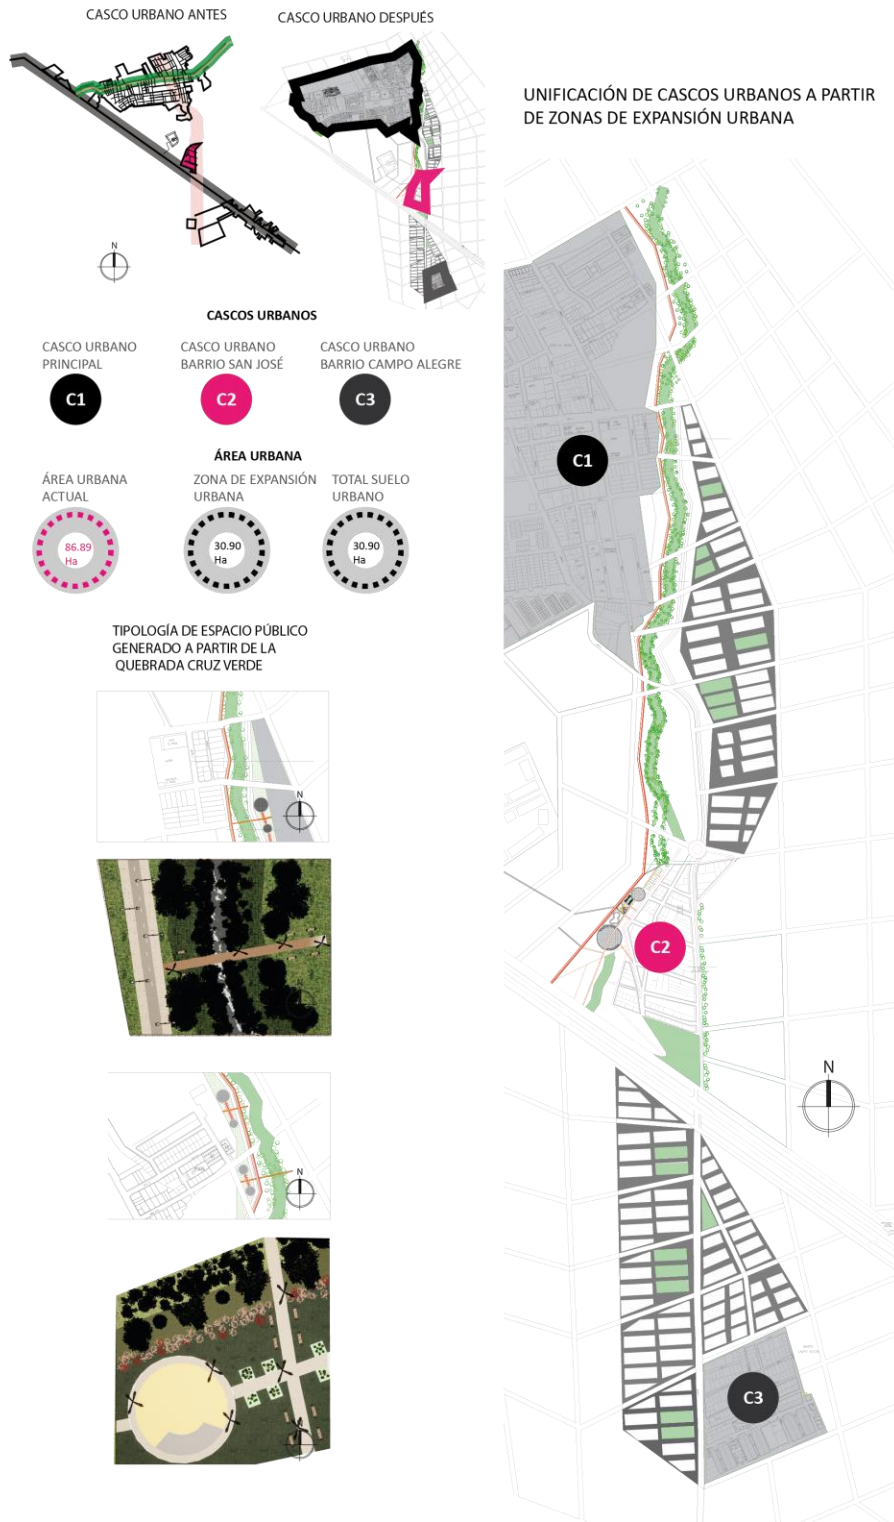 CASCO URBANO ANTES
CASCO URBANO DESPUÉS
UNIFICACIÓN DE CASCOS URBANOS A PARTIR
DE ZONAS DE EXPANSIÓN URBANA
N
CASCOS URBANOS
CASCO URBANO
PRINCIPAL
CASCO URBANO
BARRIO SAN JOSÉ
CASCO URBANO
BARRIO CAMPO ALEGRE
C1
C2
C3
ÁREA URBANA
ÁREA URBANA
ACTUAL
ZONA DE EXPANSIÓN
URBANA
TOTAL SUELO
URBANO
86.89
Ha
30.90
Ha
30.90
Ha
TIPOLOGÍA DE ESPACIO PÚBLICO
GENERADO A PARTIR DE LA
QUEBRADA CRUZ VERDE
N
N
N
N
C1
C2
N
C3